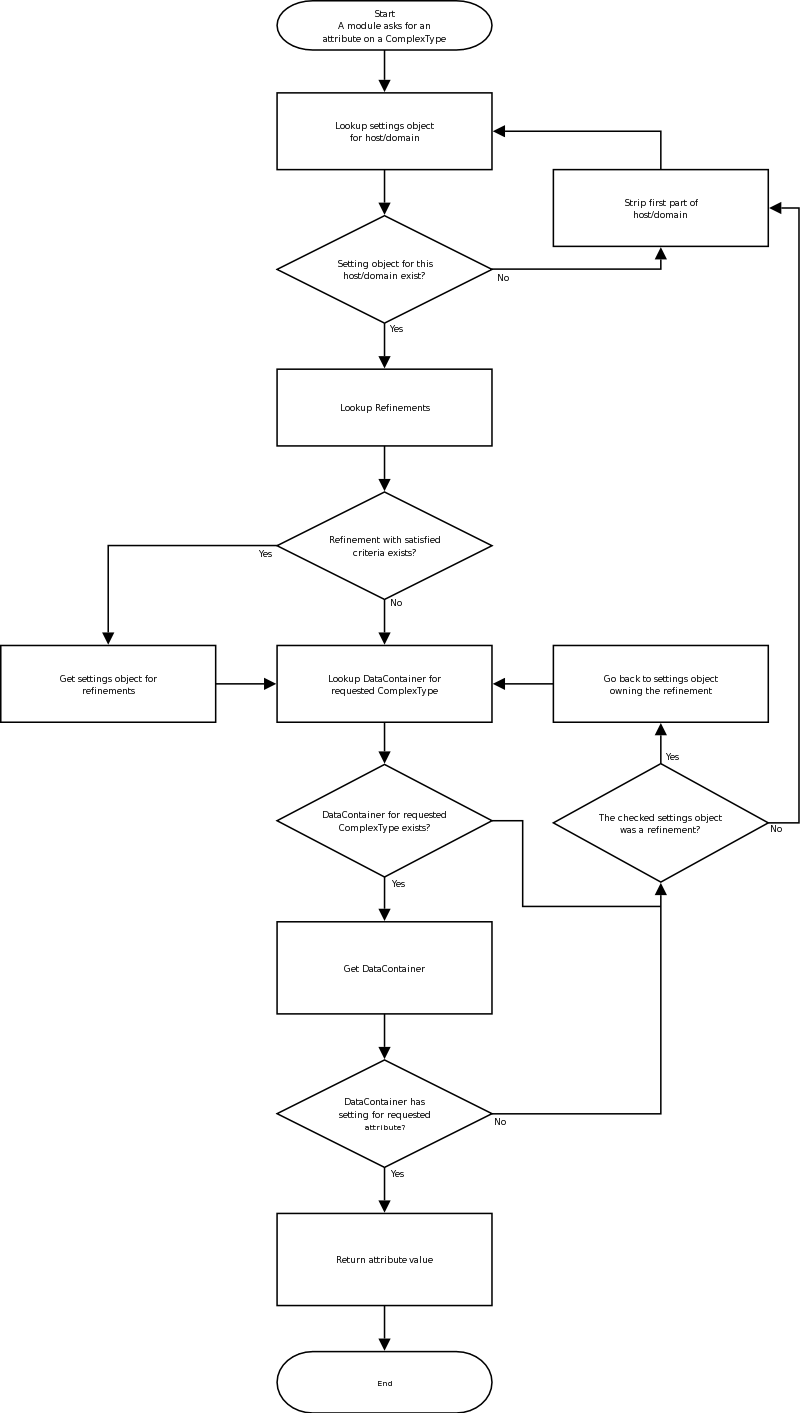 Start
A module asks for an
attribute on a ComplexType
Lookup settings object
for host/domain
Strip first part of
host/domain
Setting object for this
host/domain exist?
No
Yes
Lookup Refinements
Refinement with satisfied
criteria exists?
Yes
No
Get settings object for
refinements
Lookup DataContainer for
requested ComplexType
Go back to settings object
owning the refinement
Yes
DataContainer for requested
ComplexType exists?
The checked settings object
was a refinement?
No
Yes
Get DataContainer
DataContainer has
setting for requested
attribute?
No
Yes
Return attribute value
End